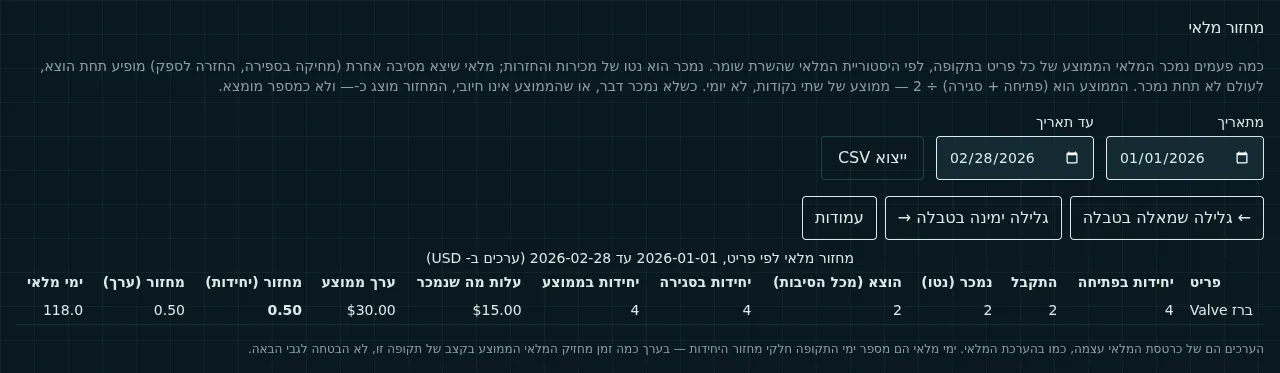 מחזור מלאי
כמה פעמים נמכר המלאי הממוצע של כל פריט בתקופה, לפי היסטוריית המלאי שהשרת שומר. נמכר הוא נטו של מכירות והחזרות; מלאי שיצא מסיבה אחרת (מחיקה בספירה, החזרה לספק) מופיע תחת הוצא,
לעולם לא תחת נמכר. הממוצע הוא (פתיחה + סגירה) ÷ 2 — ממוצע של שתי נקודות, לא יומי. כשלא נמכר דבר, או שהממוצע אינו חיובי, המחזור מוצג כ-— ולא כמספר מומצא.
מתאריך עד תאריך
01/01/2026 02/28/2026 ייצוא CSV
← גלילה שמאלה בטבלה גלילה ימינה בטבלה → עמודות
מחזור מלאי לפי פריט, 2026-01-01 עד 2026-02-28 (ערכים ב- USD)
פריט יחידות בפתיחה התקבל נמכר (נטו) הוצא (מכל הסיבות) יחידות בסגירה יחידות בממוצע עלות מה שנמכר ערך ממוצע מחזור (יחידות) מחזור (ערך) ימי מלאי
ברז Valve 4 2 2 2 4 4 $15.00 $30.00 0.50 0.50 118.0
הערכים הם של כרטסת המלאי עצמה, כמו בהערכת המלאי. ימי מלאי הם מספר ימי התקופה חלקי מחזור היחידות — בערך כמה זמן מחזיק המלאי הממוצע בקצב של תקופה זו, לא הבטחה לגבי הבאה.